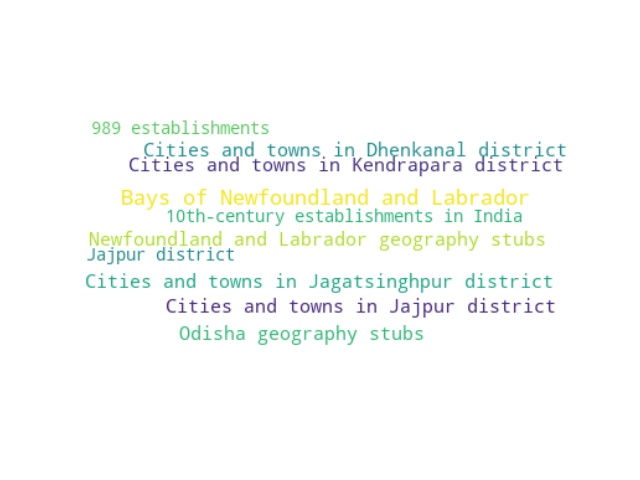 989 establishments
Cities and towns in Dhenkanal district
Cities and towns in Kendrapara district
Bays of Newfoundland and Labrador
10th-century establishments in India
Newfoundland and Labrador geography stubs
Jajpur district
Cities and towns in Jagatsinghpur district
Cities and towns in Jajpur district
Odisha geography stubs